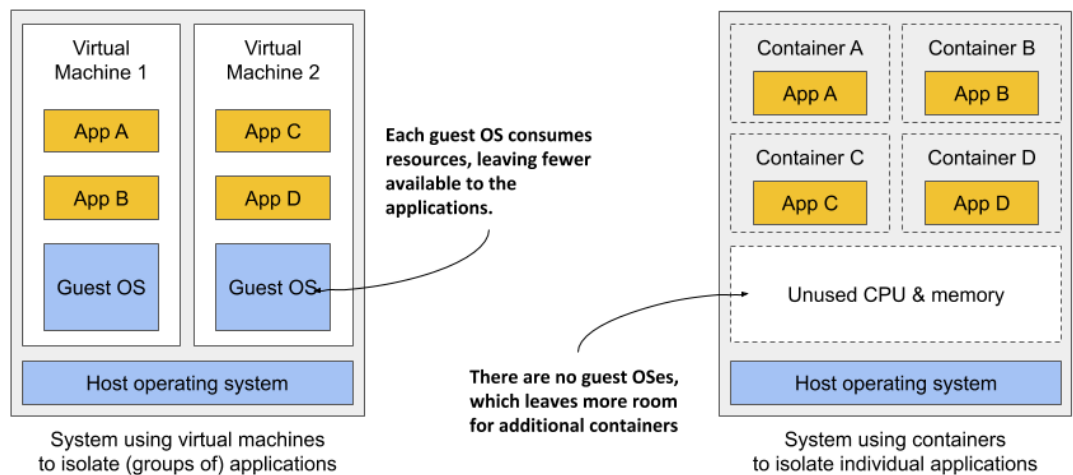 Virtual
Machine 1
App A
App B
Guest OS
Virtual
Machine 2
App C
App D
Guest OS
Host operating system
System using virtual machines
to isolate (groups of) applications
Each guest OS consumes
resources, leaving fewer
available to the
applications.
There are no guest OSes,
which leaves more room
for additional containers
Container A
App A
Container B
App B
Container C
App C
Container D
App D
Unused CPU & memory
Host operating system
System using containers
to isolate individual applications